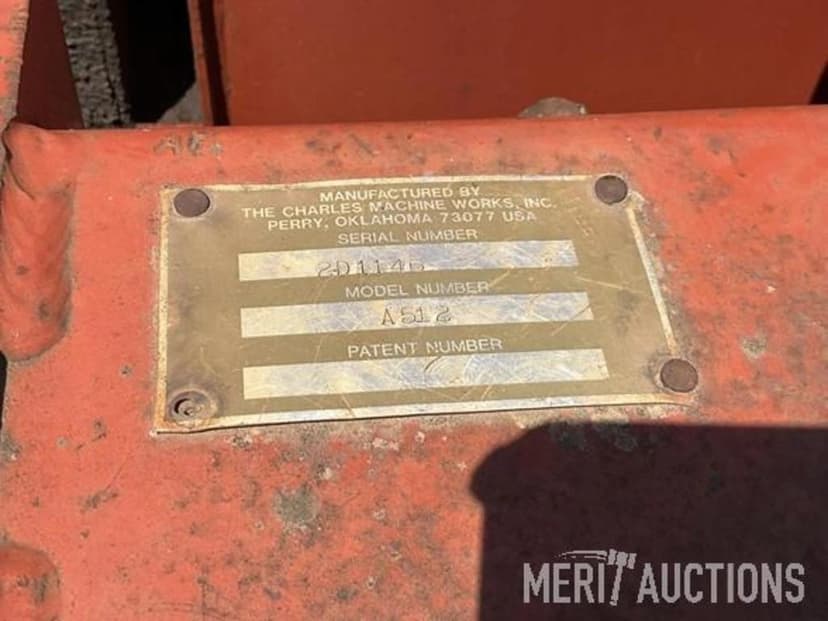 MANUFACTURED BY
THE CHARLES MACHINE WORKS, INC.
PERRY, OKLAHOMA 73077 USA
SERIAL NUMBER
2D1146
MODEL NUMBER
A512
PATENT NUMBER
MERIT AUCTIONS